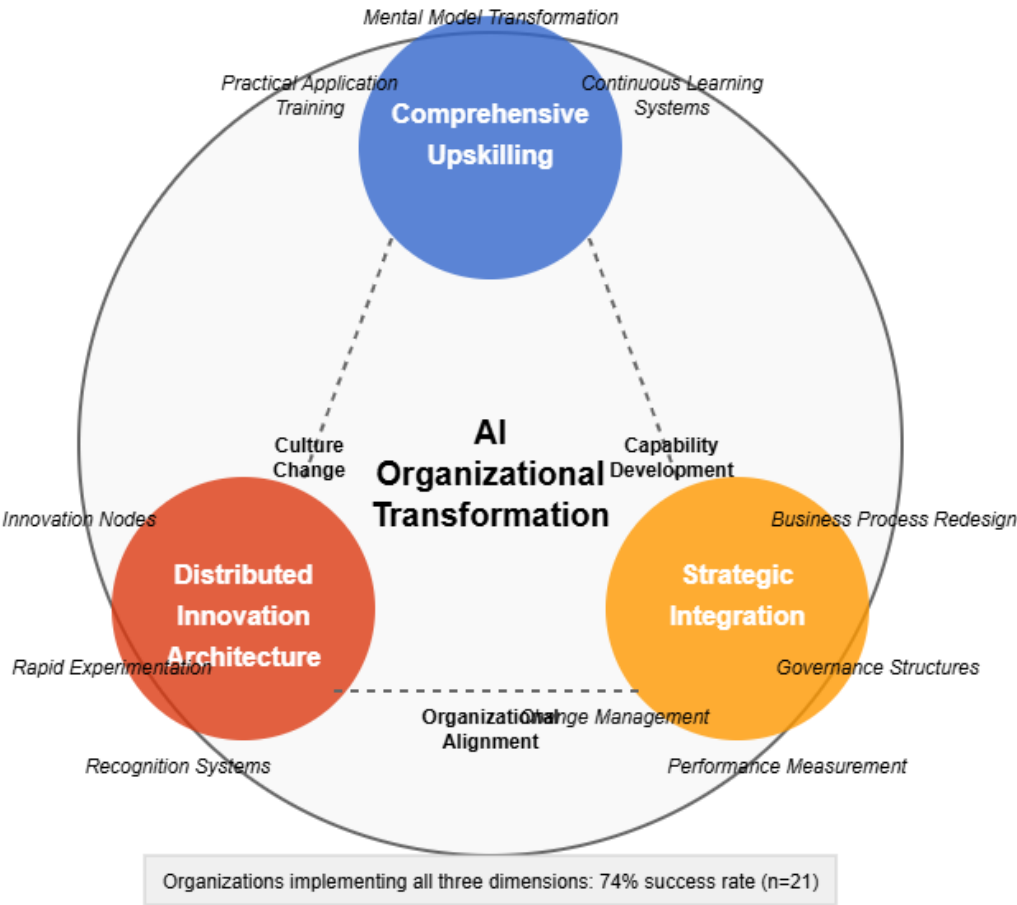 Mental Model Transformation
Practical Application
Training
Continuous Learning
Systems
Comprehensive
Upskilling
Culture
Change
AI
Organizational
Transformation
Capability
Development
Innovation Nodes
Business Process Redesign
Distributed
Innovation
Architecture
Strategic
Integration
Rapid Experimentation
Governance Structures
Organizational
Alignment
Change Management
Recognition Systems
Performance Measurement
Organizations implementing all three dimensions: 74% success rate (n=21)